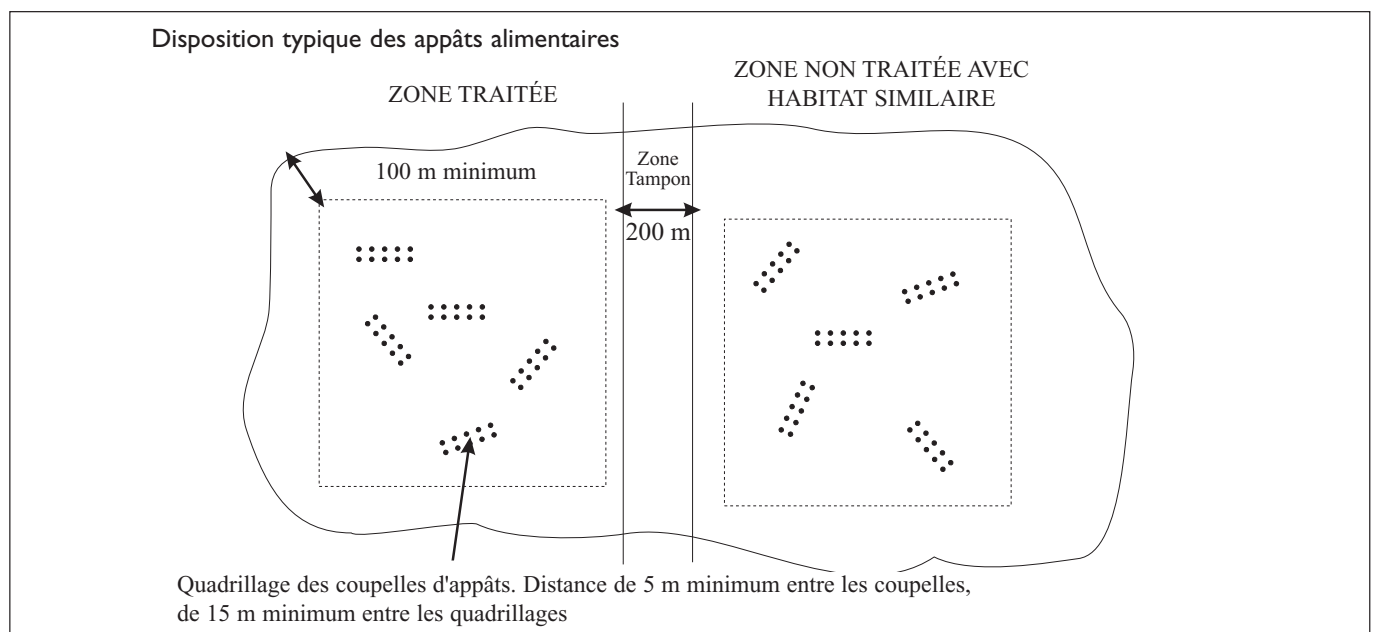 Disposition typique des appâts alimentaires
ZONE TRAITÉE
ZONE NON TRAITÉE AVEC
HABITAT SIMILAIRE
100 m minimum
Zone
Tampon
200 m
Quadrillage des coupelles d'appâts. Distance de 5 m minimum entre les coupelles,
de 15 m minimum entre les quadrillages